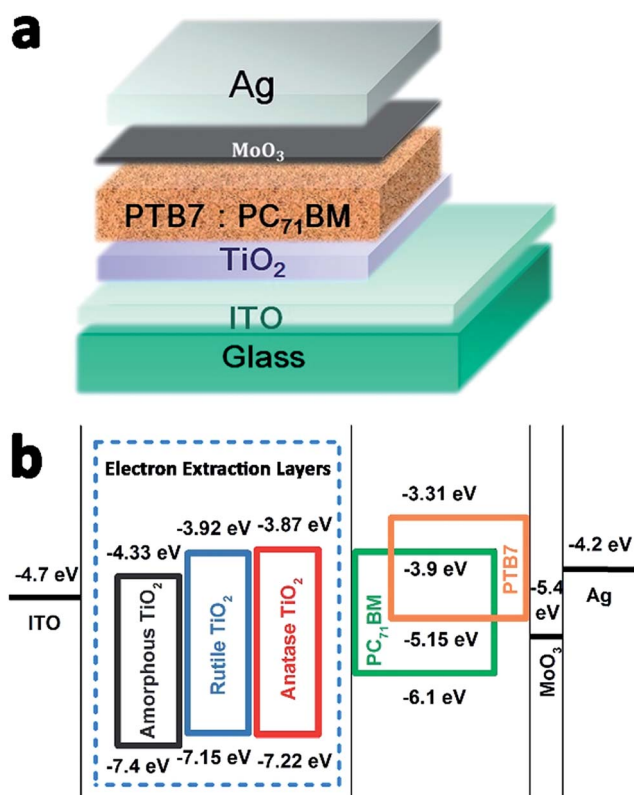 a
Ag
MoO₃
PTB7 : PC₇₁BM
TiO₂
ITO
Glass
b
Electron Extraction Layers
-4.7 eV
ITO
-4.33 eV
Amorphous TiO₂
-7.4 eV
-3.92 eV
Rutile TiO₂
-7.15 eV
-3.87 eV
Anatase TiO₂
-7.22 eV
PC₇₁BM
-3.9 eV
-6.1 eV
-3.31 eV
PTB7
-5.15 eV
-5.4
eV
MoO₃
-4.2 eV
Ag